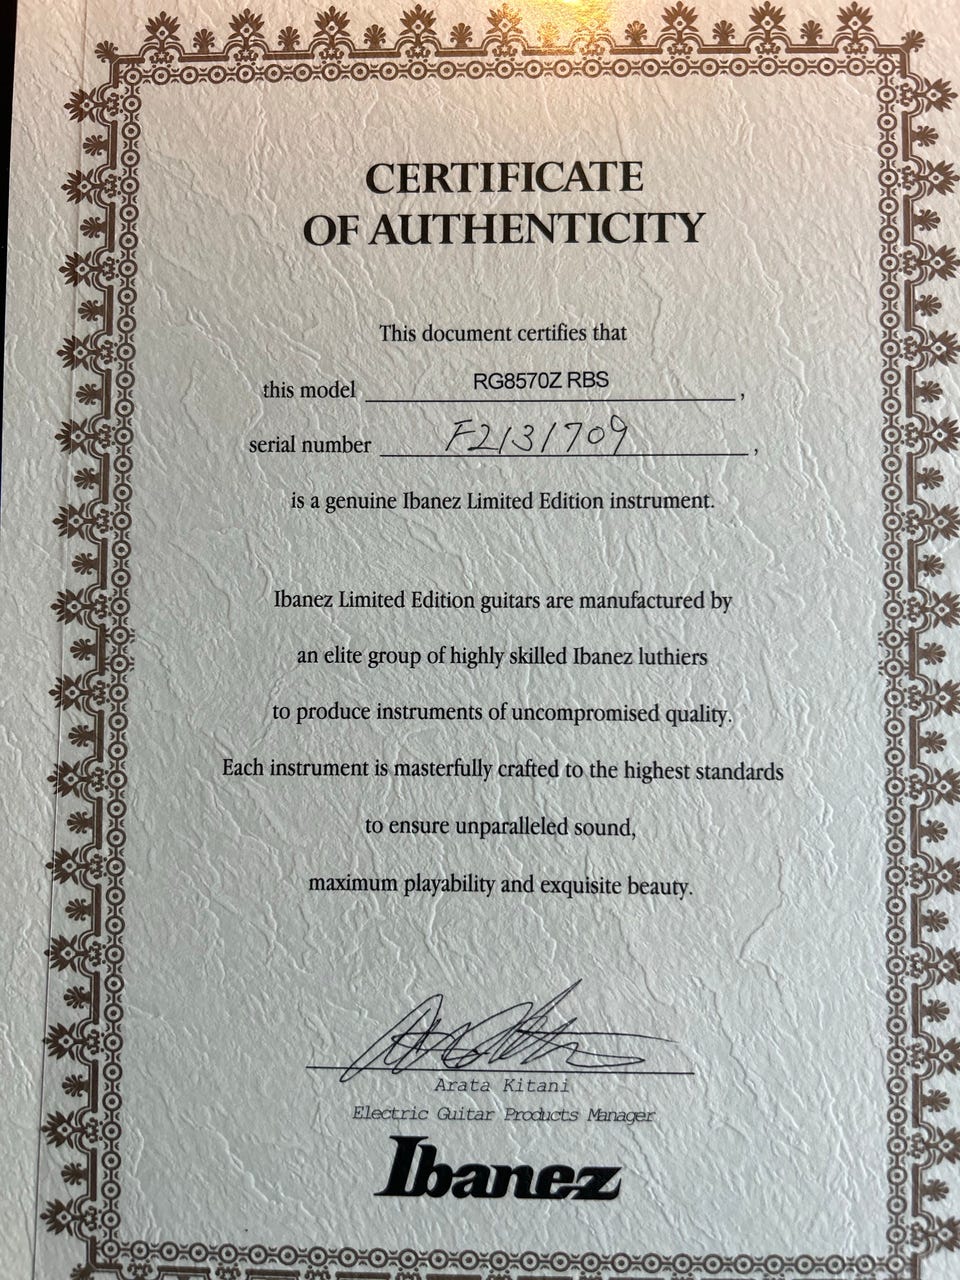 CERTIFICATE
OF AUTHENTICITY
This document certifies that
this model RG8570Z RBS ,
serial number F2131709 ,
is a genuine Ibanez Limited Edition instrument.
Ibanez Limited Edition guitars are manufactured by
an elite group of highly skilled Ibanez luthiers
to produce instruments of uncompromised quality.
Each instrument is masterfully crafted to the highest standards
to ensure unparalleled sound,
maximum playability and exquisite beauty.
Arata Kitani
Electric Guitar Products Manager
Ibanez